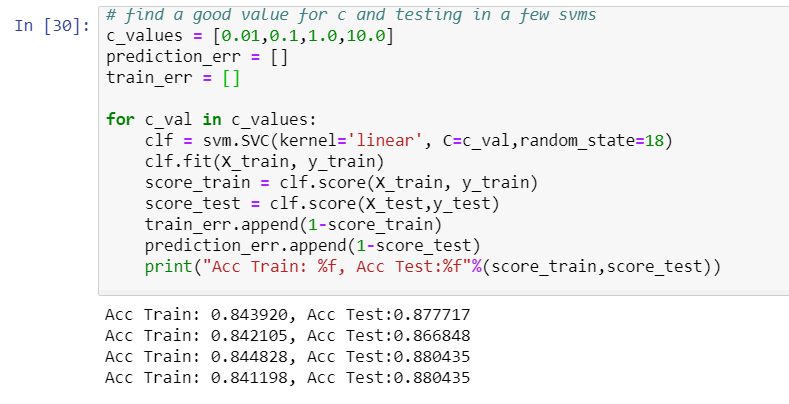 In [30]:
# find a good value for c and testing in a few svms
c_values = [0.01,0.1,1.0,10.0]
prediction_err = []
train_err = []
for c_val in c_values:
    clf = svm.SVC(kernel='linear', C=c_val,random_state=18)
    clf.fit(X_train, y_train)
    score_train = clf.score(X_train, y_train)
    score_test = clf.score(X_test,y_test)
    train_err.append(1-score_train)
    prediction_err.append(1-score_test)
    print("Acc Train: %f, Acc Test:%f"%(score_train,score_test))
Acc Train: 0.843920, Acc Test:0.877717
Acc Train: 0.842105, Acc Test:0.866848
Acc Train: 0.844828, Acc Test:0.880435
Acc Train: 0.841198, Acc Test:0.880435